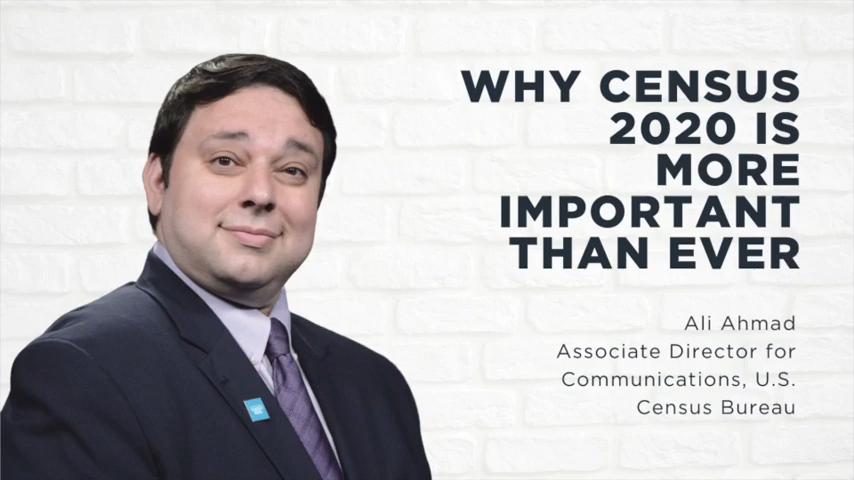 WHY CENSUS
2020 IS
MORE
IMPORTANT
THAN EVER
Ali Ahmad
Associate Director for
Communications, U.S.
Census Bureau